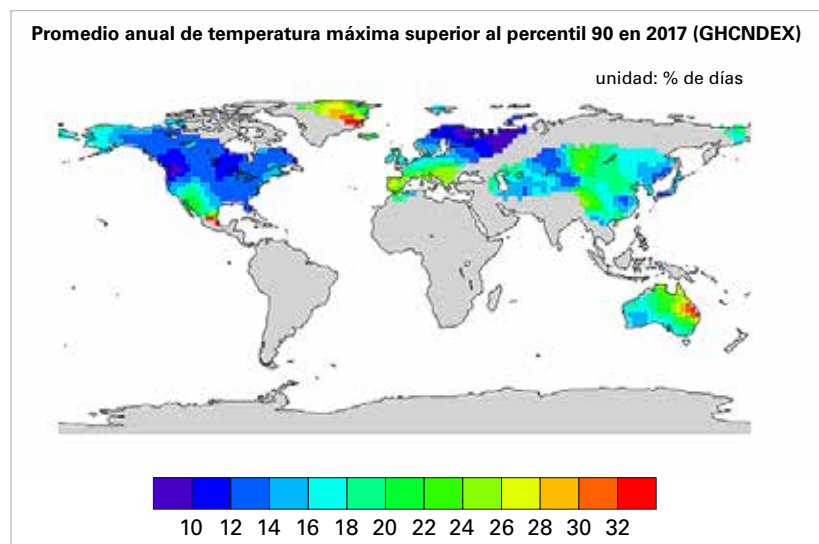 Promedio anual de temperatura máxima superior al percentil 90 en 2017 (GHCNDEX)
unidad: % de días
10 12 14 16 18 20 22 24 26 28 30 32